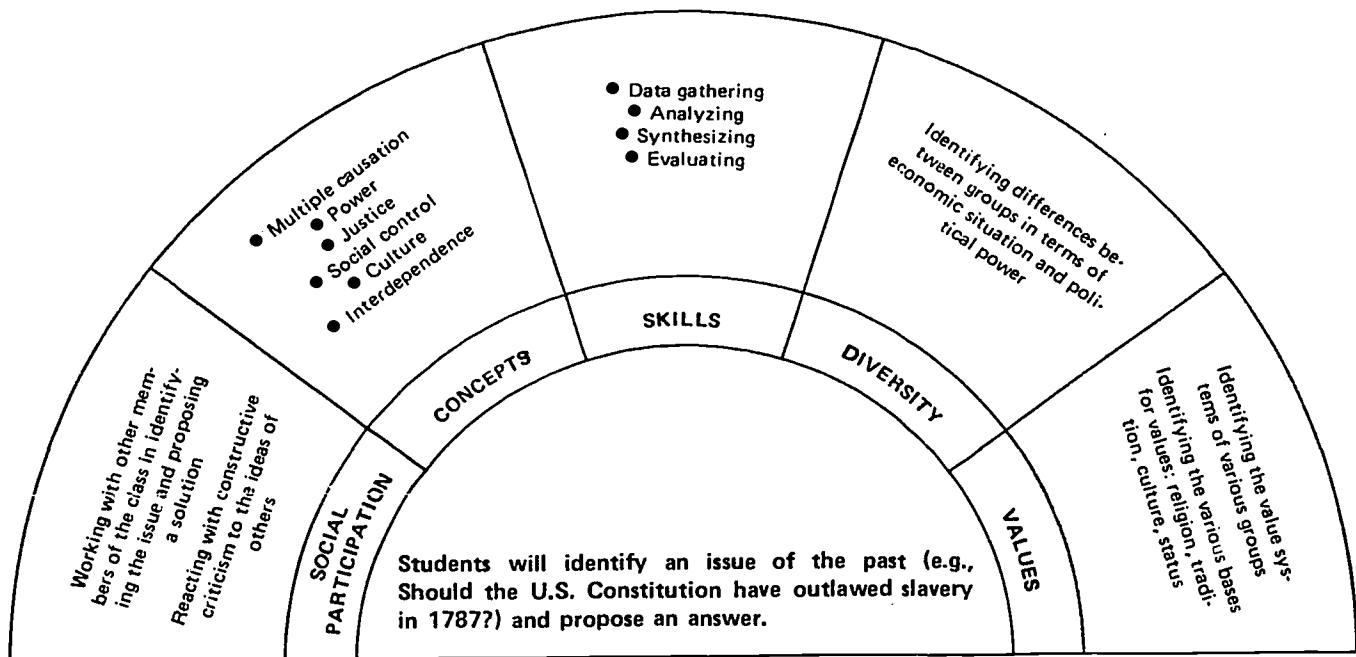 Working with other mem-
bers of the class in identify-
ing the issue and proposing
a solution
Reacting with constructive
criticism to the ideas of
others
SOCIAL
PARTICIPATION
● Multiple causation
● Power
● Justice
● Social control
● Culture
● Interdependence
CONCEPTS
● Data gathering
● Analyzing
● Synthesizing
● Evaluating
SKILLS
Identifying differences be-
tween groups in terms of
economic situation and poli-
tical power
DIVERSITY
Identifying the value sys-
tems of various groups
Identifying the various bases
for values: religion, tradi-
tion, culture, status
VALUES
Students will identify an issue of the past (e.g.,
Should the U.S. Constitution have outlawed slavery
in 1787?) and propose an answer.